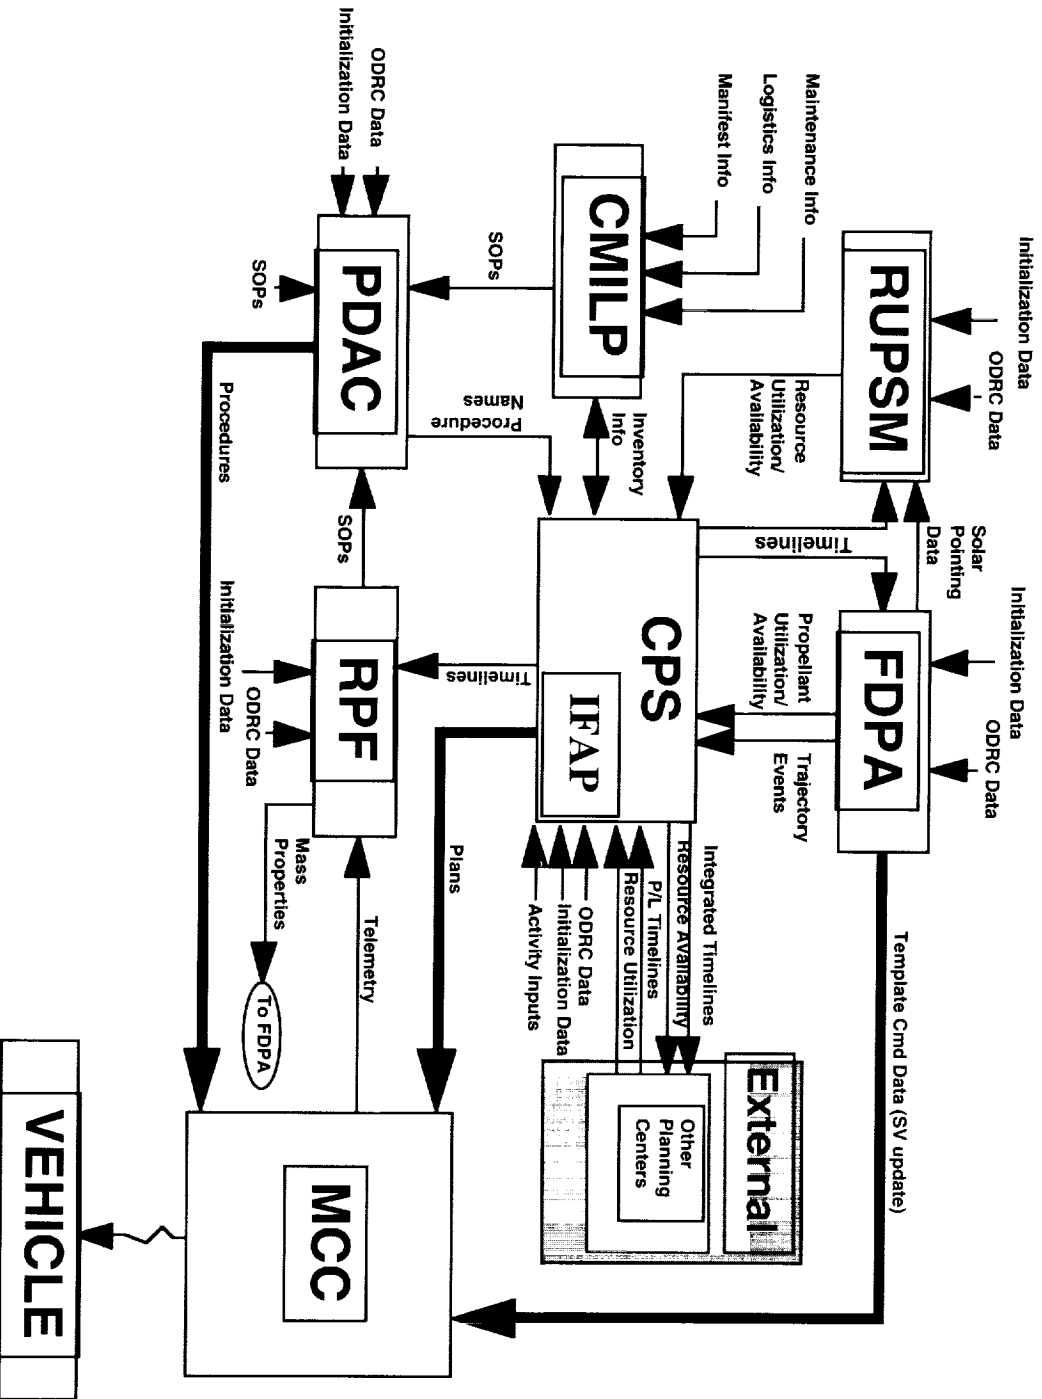 Initialization Data
ODRC Data
RUPSM
Solar
Pointing
Data
Initialization Data
ODRC Data
FDPA
Template Cmd Data (SV update)
Maintenance Info
Logistics Info
Manifest Info
CMILP
Resource
Utilization/
Availability
Timelines
Propellant
Utilization/
Availability
Trajectory
Events
Inventory
Info
CPS
IFAP
Integrated Timelines
Resource Availability
P/L Timelines
Resource Utilization
ODRC Data
Initialization Data
Activity Inputs
External
Other
Planning
Centers
SOPs
Procedure
Names
Timelines
Plans
ODRC Data
Initialization Data
PDAC
SOPs
SOPs
RPF
Initialization Data
ODRC Data
Mass
Properties
To FDPA
Telemetry
Procedures
MCC
VEHICLE